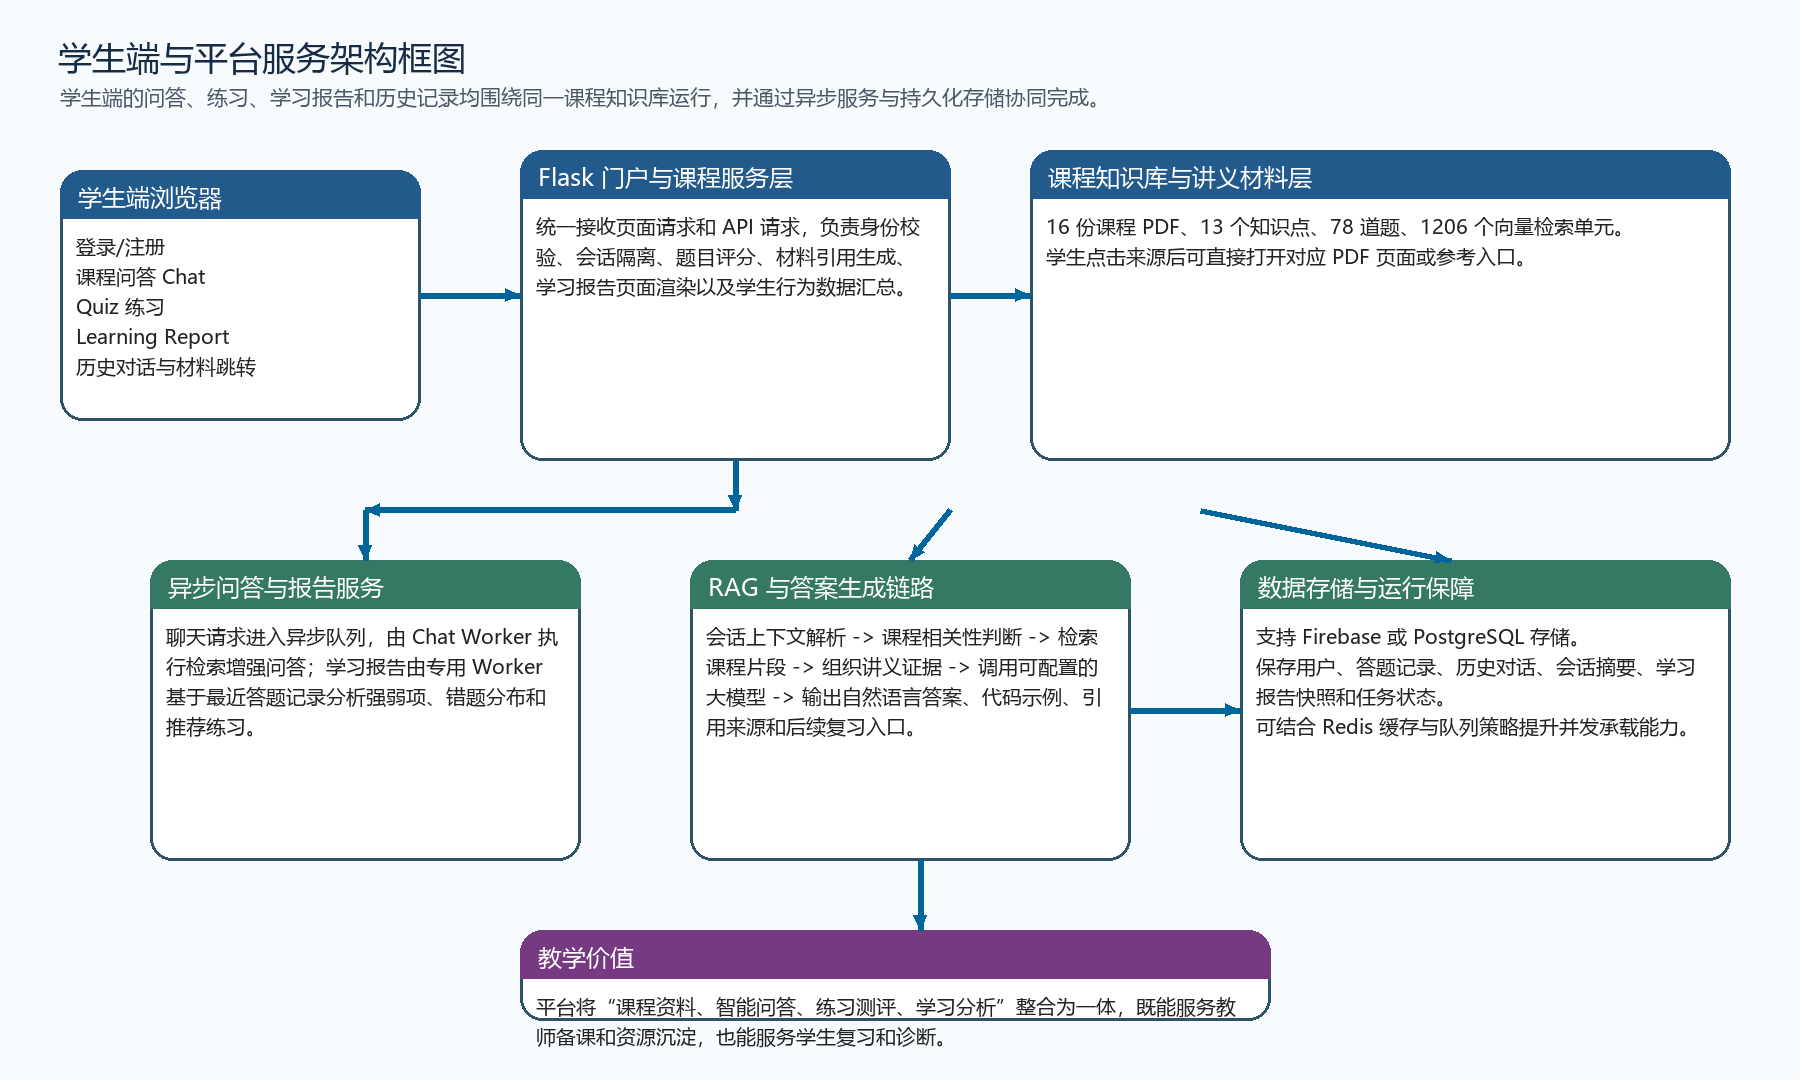 学生端与平台服务架构框图
学生端的问答、练习、学习报告和历史记录均围绕同一课程知识库运行，并通过异步服务与持久化存储协同完成。
学生端浏览器
登录/注册
课程问答 Chat
Quiz 练习
Learning Report
历史对话与材料跳转
Flask 门户与课程服务层
统一接收页面请求和 API 请求，负责身份校
验、会话隔离、题目评分、材料引用生成、
学习报告页面渲染以及学生行为数据汇总。
课程知识库与讲义材料层
16 份课程 PDF、13 个知识点、78 道题、1206 个向量检索单元。
学生点击来源后可直接打开对应 PDF 页面或参考入口。
异步问答与报告服务
聊天请求进入异步队列，由 Chat Worker 执
行检索增强问答；学习报告由专用 Worker
基于最近答题记录分析强弱项、错题分布和
推荐练习。
RAG 与答案生成链路
会话上下文解析 -> 课程相关性判断 -> 检索
课程片段 -> 组织讲义证据 -> 调用可配置的
大模型 -> 输出自然语言答案、代码示例、引
用来源和后续复习入口。
数据存储与运行保障
支持 Firebase 或 PostgreSQL 存储。
保存用户、答题记录、历史对话、会话摘要、学习
报告快照和任务状态。
可结合 Redis 缓存与队列策略提升并发承载能力。
教学价值
平台将“课程资料、智能问答、练习测评、学习分析”整合为一体，既能服务教
师备课和资源沉淀，也能服务学生复习和诊断。